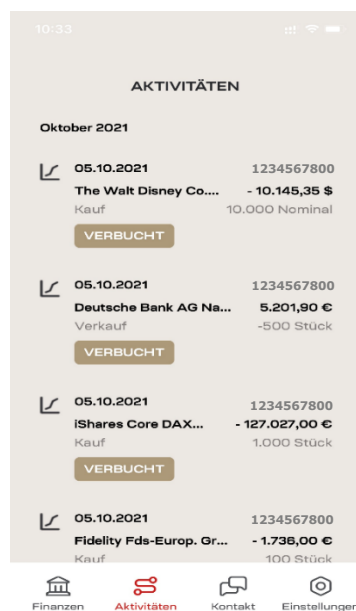 10:33
AKTIVITÄTEN
Oktober 2021
05.10.2021 1234567800
The Walt Disney Co.... - 10.145,35 $
Kauf 10.000 Nominal
VERBUCHT
05.10.2021 1234567800
Deutsche Bank AG Na... 5.201,90 €
Verkauf -500 Stück
VERBUCHT
05.10.2021 1234567800
iShares Core DAX... - 127.027,00 €
Kauf 1.000 Stück
VERBUCHT
05.10.2021 1234567800
Fidelity Fds-Europ. Gr... - 1.736,00 €
Kauf 100 Stück
Finanzen Aktivitäten Kontakt Einstellungen